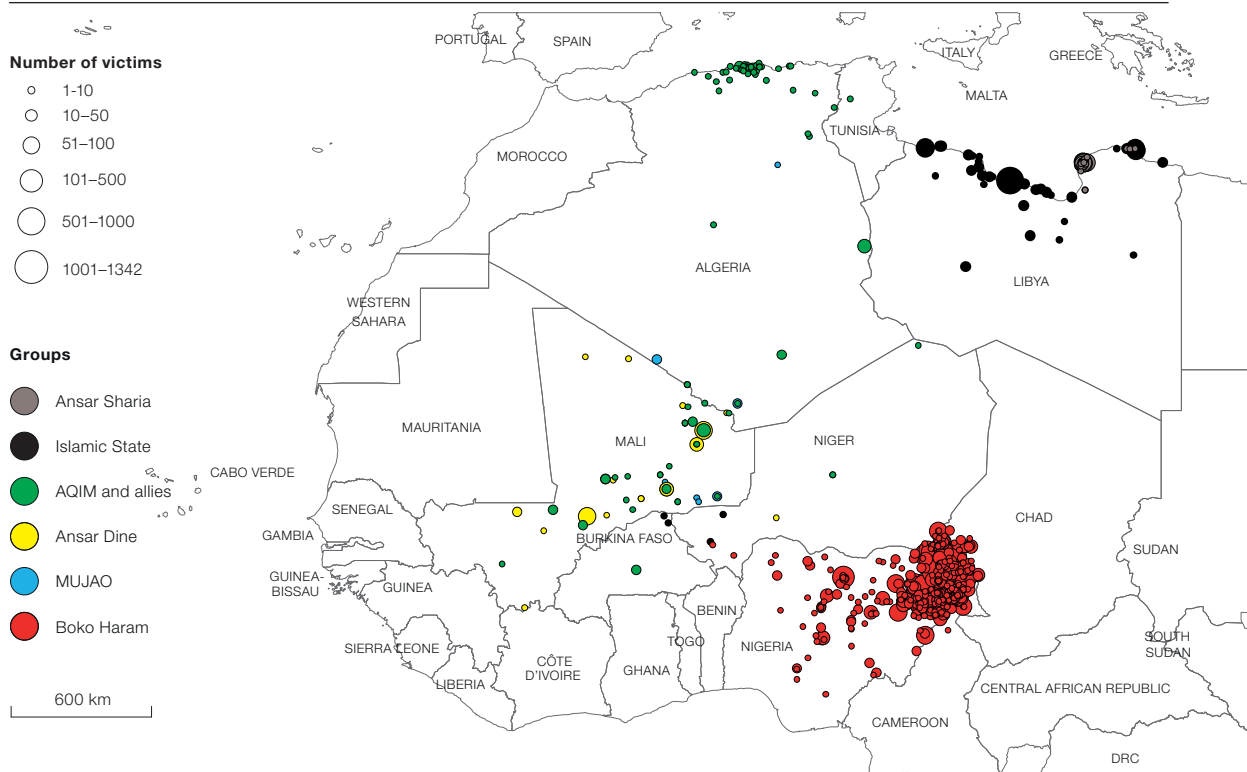 Number of victims
1-10
10–50
51–100
101–500
501–1000
1001–1342
Groups
Ansar Sharia
Islamic State
AQIM and allies
Ansar Dine
MUJAO
Boko Haram
600 km
PORTUGAL
SPAIN
ITALY
GREECE
MALTA
TUNISIA
MOROCCO
ALGERIA
LIBYA
WESTERN
SAHARA
MAURITANIA
MALI
NIGER
CABO VERDE
SENEGAL
CHAD
GAMBIA
BURKINA FASO
SUDAN
GUINEA-
BISSAU
GUINEA
BENIN
SIERRA LEONE
TOGO
NIGERIA
SOUTH
SUDAN
CÔTE
D'IVOIRE
GHANA
LIBERIA
CENTRAL AFRICAN REPUBLIC
CAMEROON
DRC